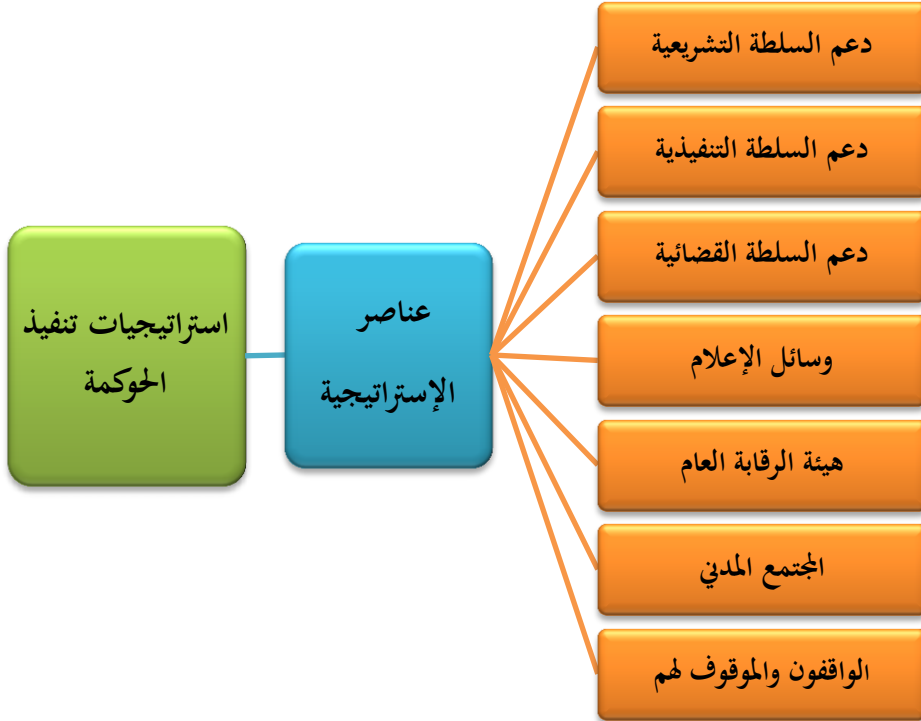 استراتيجيات تنفيذ
الحوكمة
عناصر
الإستراتيجية
دعم السلطة التشريعية
دعم السلطة التنفيذية
دعم السلطة القضائية
وسائل الإعلام
هيئة الرقابة العام
المجتمع المدني
الواقفون والموقوف لهم